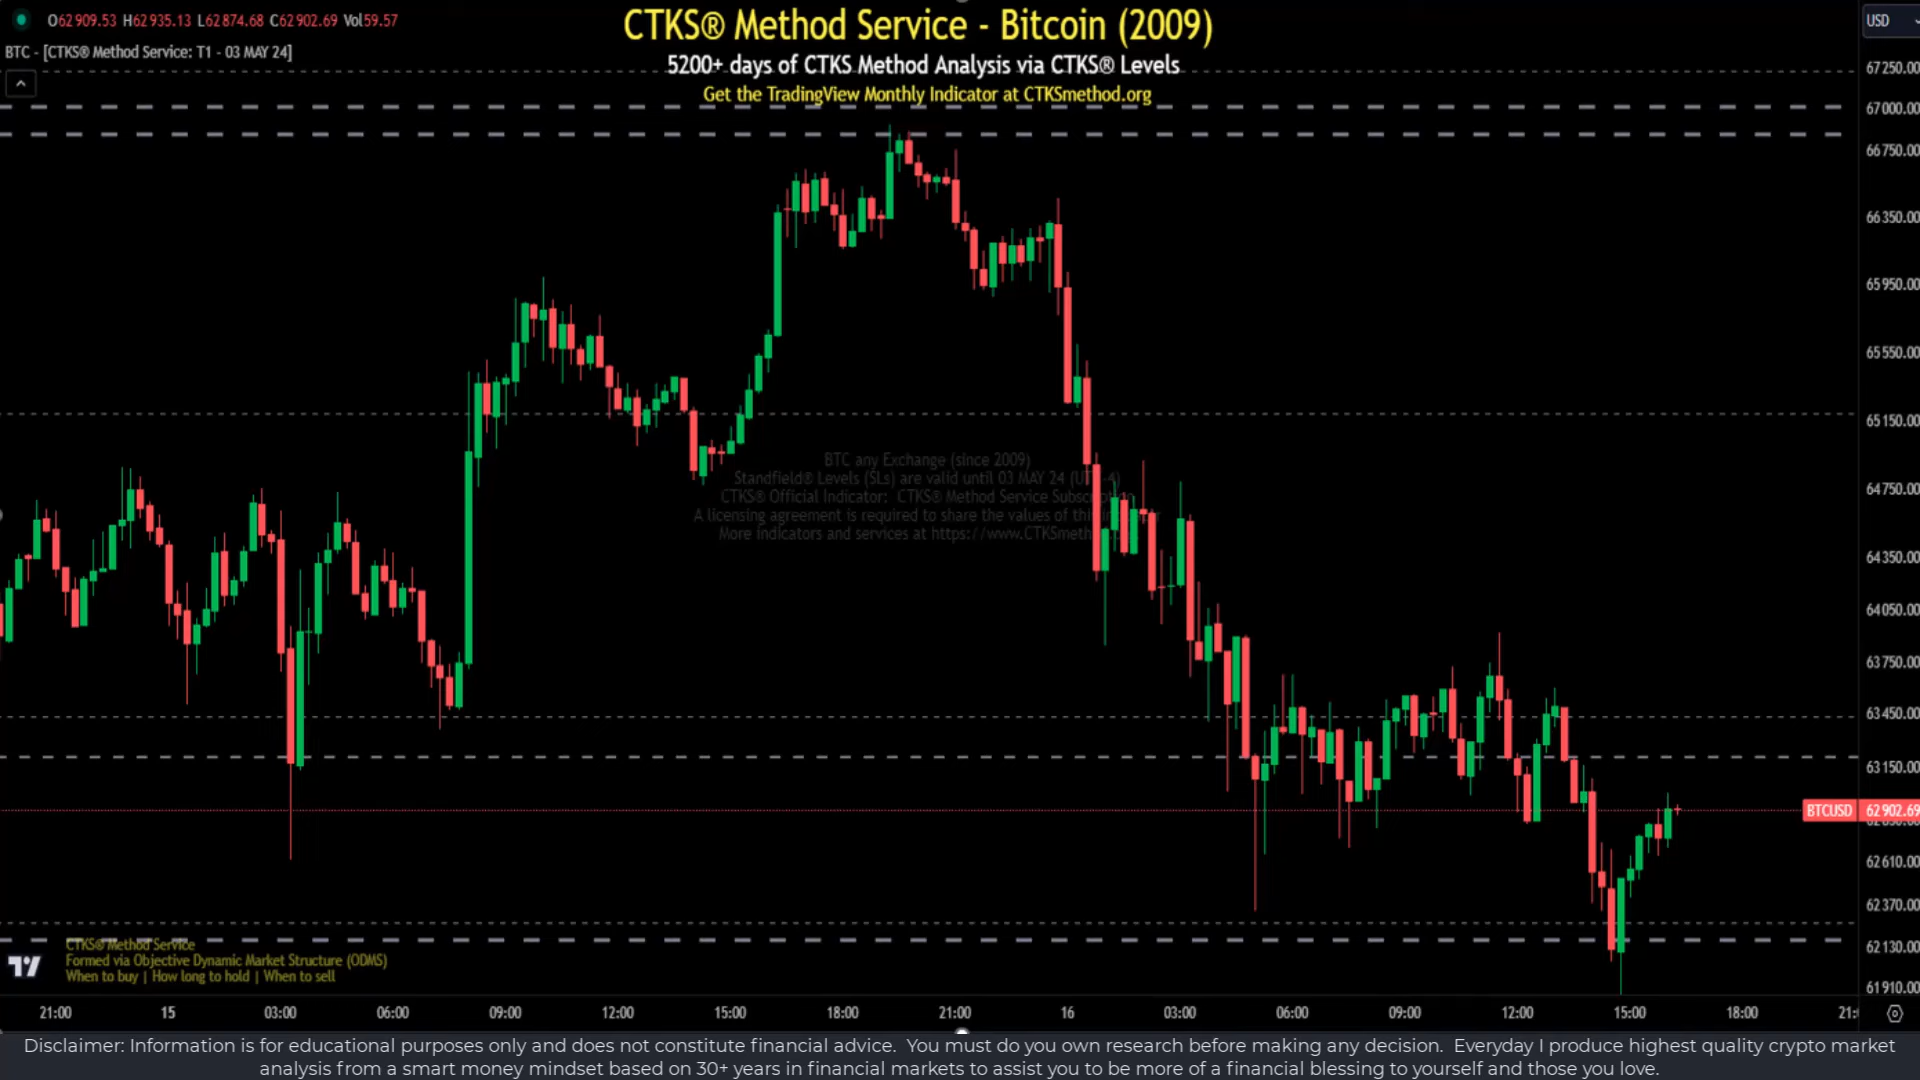 O62909.53 H62935.13 L62874.68 C62902.69 Vol59.57
BTC - [CTKS® Method Service: T1 - 03 MAY 24]
CTKS® Method Service - Bitcoin (2009)
5200+ days of CTKS Method Analysis via CTKS® Levels
Get the TradingView Monthly Indicator at CTKSmethod.org
USD
67250.00
67000.00
66750.00
66350.00
65950.00
65550.00
65150.00
64750.00
64350.00
64050.00
63750.00
63450.00
63150.00
BTCUSD 62902.69
62610.00
62370.00
62130.00
61910.00
BTC any Exchange (since 2009)
Standfield® Levels (SLs) are valid until 03 MAY 24
CTKS® Official Indicator: CTKS® Method Service
A licensing agreement is required to share the values of
More indicators and services at https://www.CTKSmeth
CTKS® Method Service
Formed via Objective Dynamic Market Structure (ODMS)
When to buy | How long to hold | When to sell
21:00 15 03:00 06:00 09:00 12:00 15:00 18:00 21:00 16 03:00 06:00 09:00 12:00 15:00 18:00 21:
Disclaimer: Information is for educational purposes only and does not constitute financial advice. You must do you own research before making any decision. Everyday I produce highest quality crypto market
analysis from a smart money mindset based on 30+ years in financial markets to assist you to be more of a financial blessing to yourself and those you love.